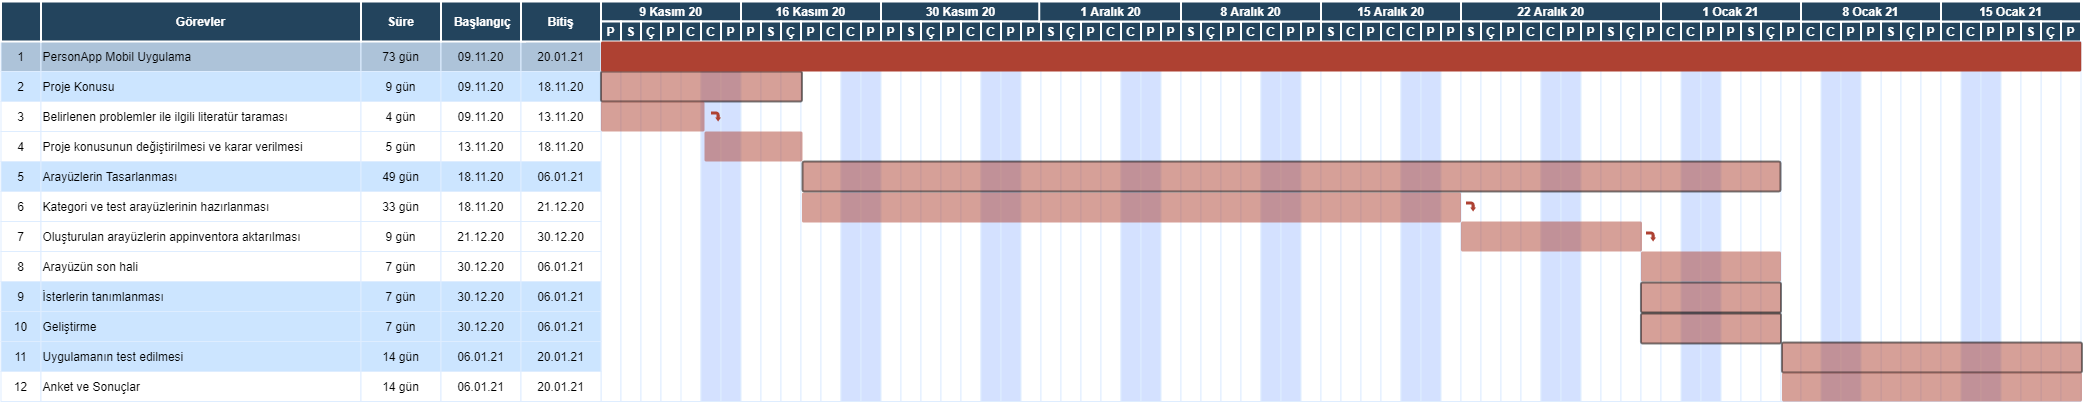 Görevler Süre Başlangıç Bitiş 9 Kasım 20 16 Kasım 20 30 Kasım 20 1 Aralık 20 8 Aralık 20 15 Aralık 20 22 Aralık 20 1 Ocak 21 8 Ocak 21 15 Ocak 21
P S Ç P C C P P S Ç P C C P P S Ç P C C P P S Ç P C C P P S Ç P C C P P S Ç P C C P P S Ç P C C P P S Ç P C C P P S Ç P C C P P S Ç P C C P P S Ç P
1 PersonApp Mobil Uygulama 73 gün 09.11.20 20.01.21
2 Proje Konusu 9 gün 09.11.20 18.11.20
3 Belirlenen problemler ile ilgili literatür taraması 4 gün 09.11.20 13.11.20
4 Proje konusunun değiştirilmesi ve karar verilmesi 5 gün 13.11.20 18.11.20
5 Arayüzlerin Tasarlanması 49 gün 18.11.20 06.01.21
6 Kategori ve test arayüzlerinin hazırlanması 33 gün 18.11.20 21.12.20
7 Oluşturulan arayüzlerin appinventora aktarılması 9 gün 21.12.20 30.12.20
8 Arayüzün son hali 7 gün 30.12.20 06.01.21
9 İsterlerin tanımlanması 7 gün 30.12.20 06.01.21
10 Geliştirme 7 gün 30.12.20 06.01.21
11 Uygulamanın test edilmesi 14 gün 06.01.21 20.01.21
12 Anket ve Sonuçlar 14 gün 06.01.21 20.01.21